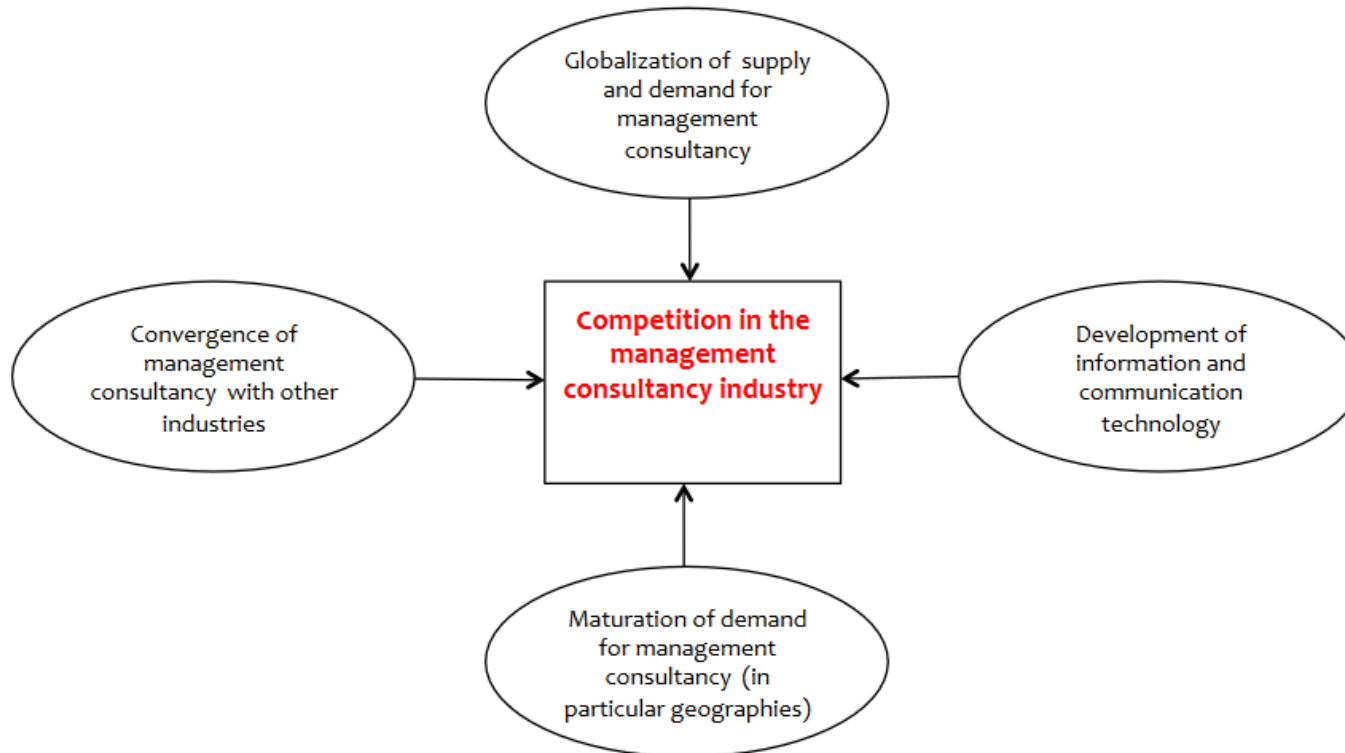 Globalization of supply
and demand for
management
consultancy
Convergence of
management
consultancy with other
industries
Competition in the
management
consultancy industry
Development of
information and
communication
technology
Maturation of demand
for management
consultancy (in
particular geographies)